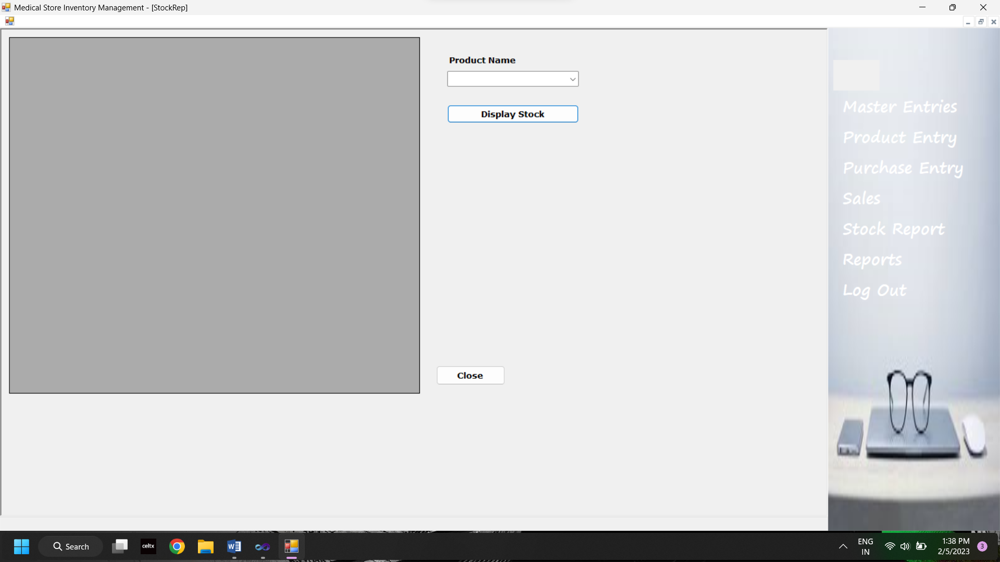 Medical Store Inventory Management - [StockRep]
Product Name
Display Stock
Close
Master Entries
Product Entry
Purchase Entry
Sales
Stock Report
Reports
Log Out
Search
celtx
W
ENG
IN
1:38 PM
2/5/2023
3